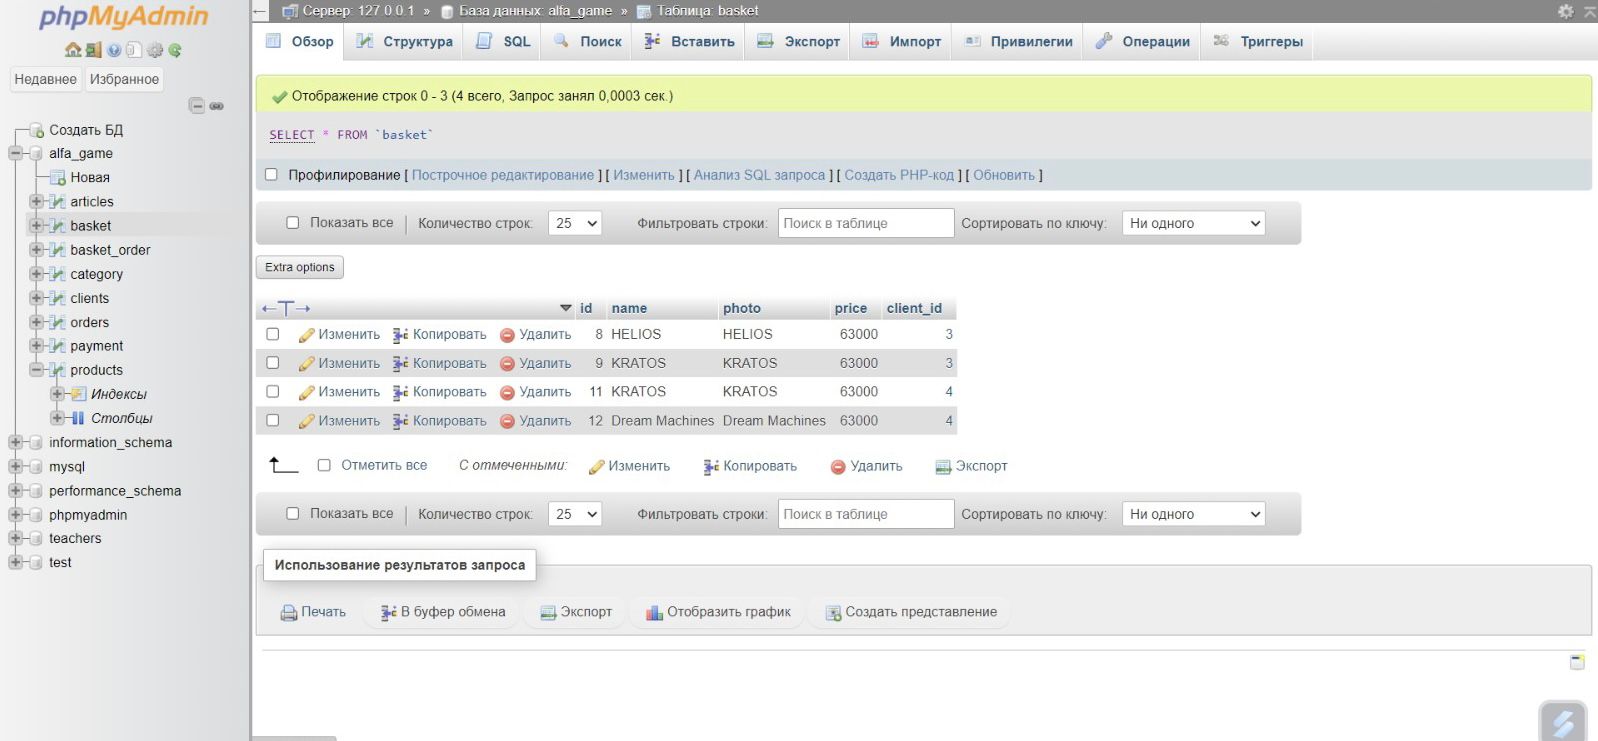 phpMyAdmin
Недавнее Избранное
Создать БД
alfa_game
Новая
articles
basket
basket_order
category
clients
orders
payment
products
Индексы
Столбцы
information_schema
mysql
performance_schema
phpmyadmin
teachers
test
Сервер: 127.0.0.1 » База данных: alfa_game » Таблица: basket
Обзор Структура SQL Поиск Вставить Экспорт Импорт Привилегии Операции Триггеры
Отображение строк 0 - 3 (4 всего, Запрос занял 0,0003 сек.)
SELECT * FROM `basket`
Профилирование [ Построчное редактирование ] [ Изменить ] [ Анализ SQL запроса ] [ Создать PHP-код ] [ Обновить ]
Показать все Количество строк: 25 Фильтровать строки: Поиск в таблице Сортировать по ключу: Ни одного
Extra options
←T→ id name photo price client_id
Изменить Копировать Удалить 8 HELIOS HELIOS 63000 3
Изменить Копировать Удалить 9 KRATOS KRATOS 63000 3
Изменить Копировать Удалить 11 KRATOS KRATOS 63000 4
Изменить Копировать Удалить 12 Dream Machines Dream Machines 63000 4
Отметить все С отмеченными: Изменить Копировать Удалить Экспорт
Показать все Количество строк: 25 Фильтровать строки: Поиск в таблице Сортировать по ключу: Ни одного
Использование результатов запроса
Печать В буфер обмена Экспорт Отобразить график Создать представление